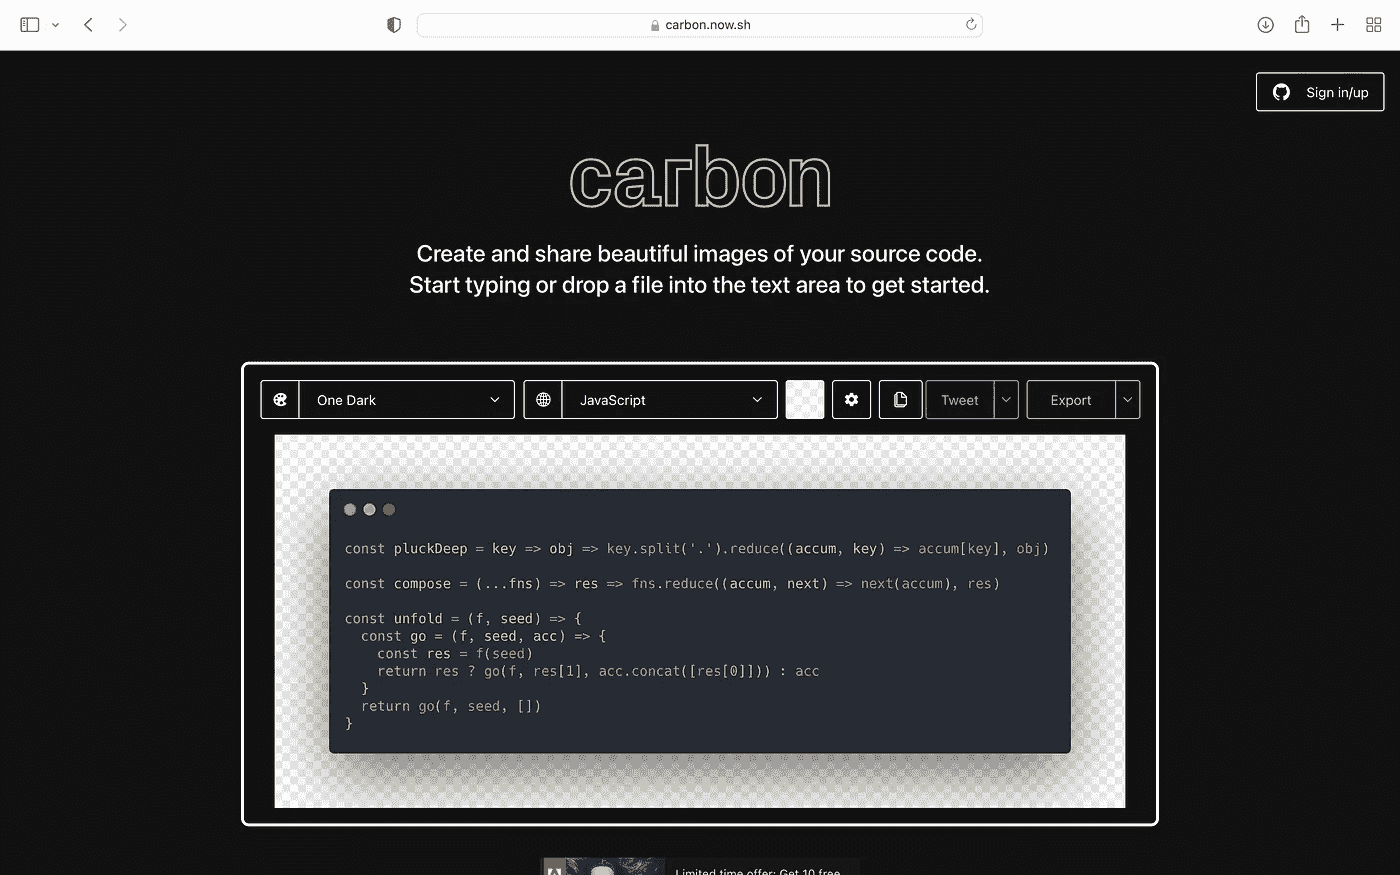 carbon.now.sh
Sign in/up
carbon
Create and share beautiful images of your source code.
Start typing or drop a file into the text area to get started.
One Dark
JavaScript
Tweet
Export
const pluckDeep = key => obj => key.split('.').reduce((accum, key) => accum[key], obj)
const compose = (...fns) => res => fns.reduce((accum, next) => next(accum), res)
const unfold = (f, seed) => {
  const go = (f, seed, acc) => {
    const res = f(seed)
    return res ? go(f, res[1], acc.concat([res[0]])) : acc
  }
  return go(f, seed, [])
}
Limited time offer: Get 10 free